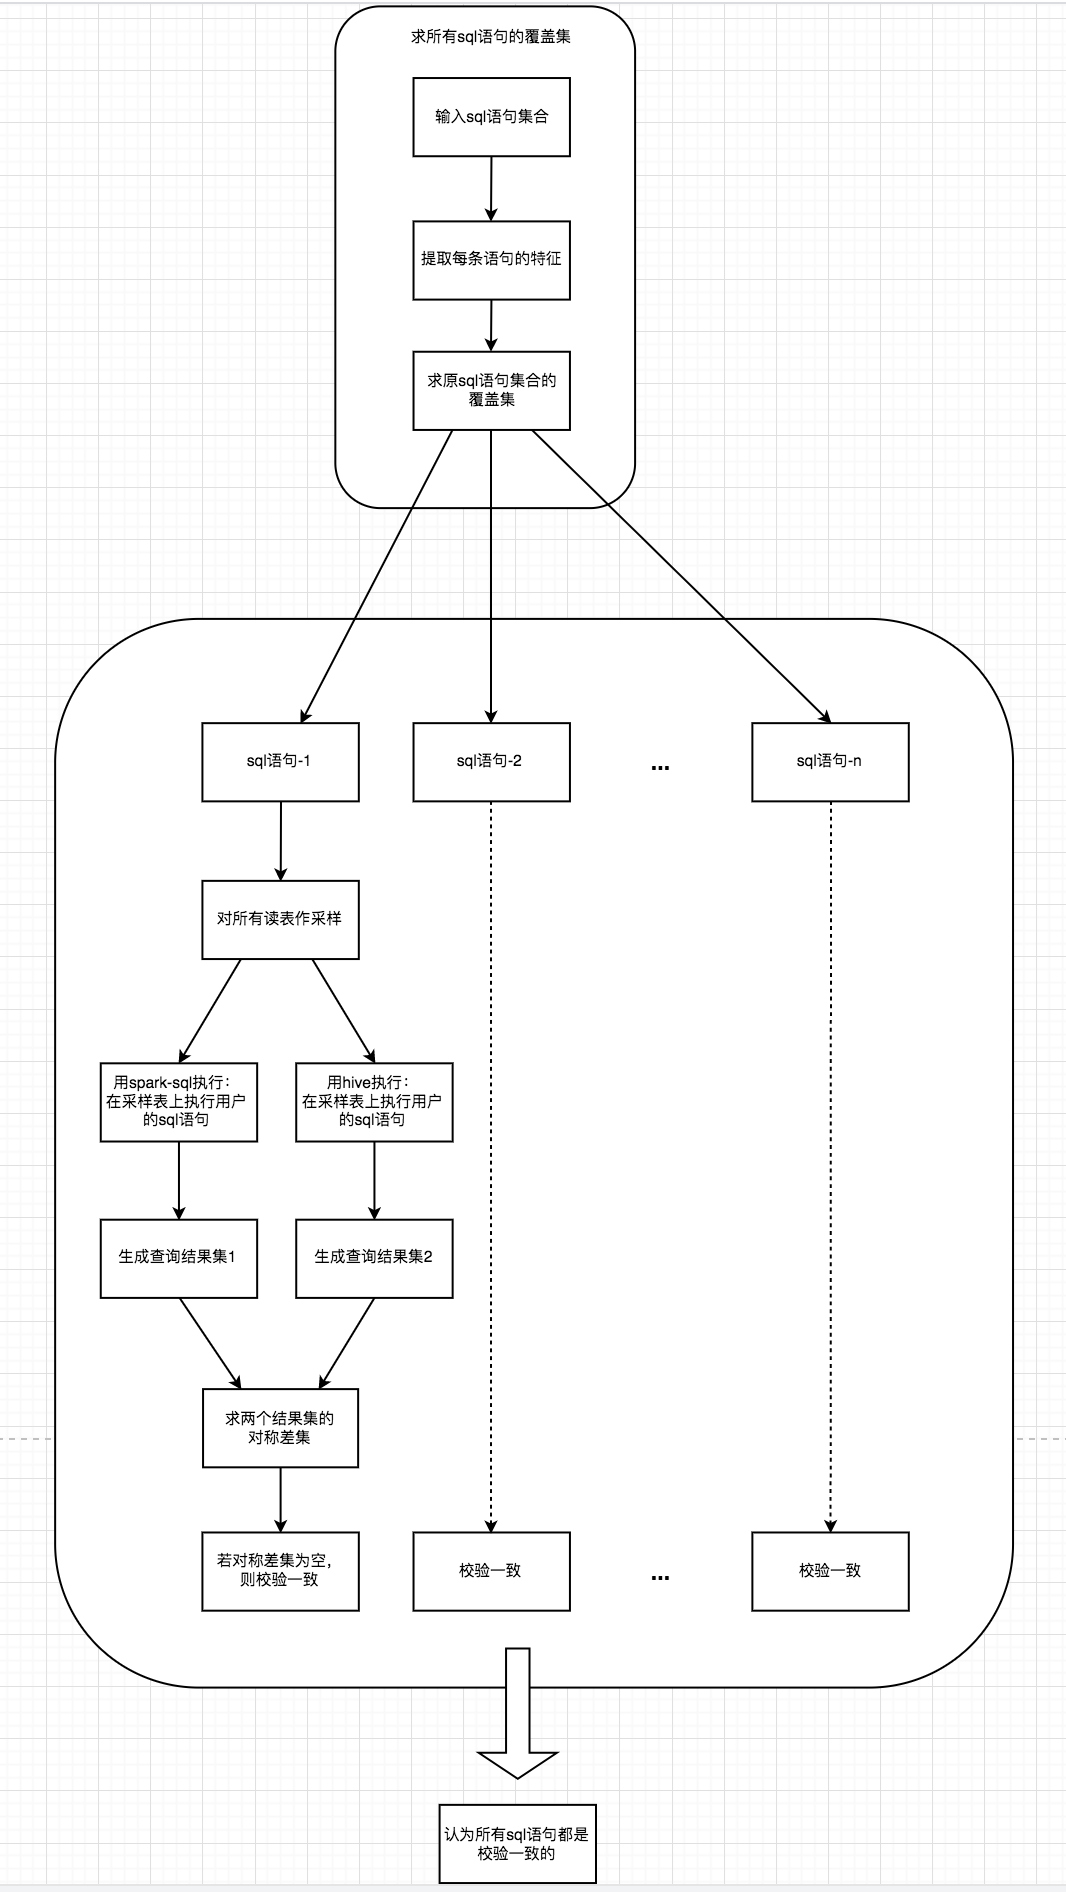 求所有sql语句的覆盖集
输入sql语句集合
提取每条语句的特征
求原sql语句集合的
覆盖集
sql语句-1
sql语句-2
...
sql语句-n
对所有读表作采样
用spark-sql执行：
在采样表上执行用户
的sql语句
用hive执行：
在采样表上执行用户
的sql语句
生成查询结果集1
生成查询结果集2
求两个结果集的
对称差集
若对称差集为空，
则校验一致
校验一致
...
校验一致
认为所有sql语句都是
校验一致的